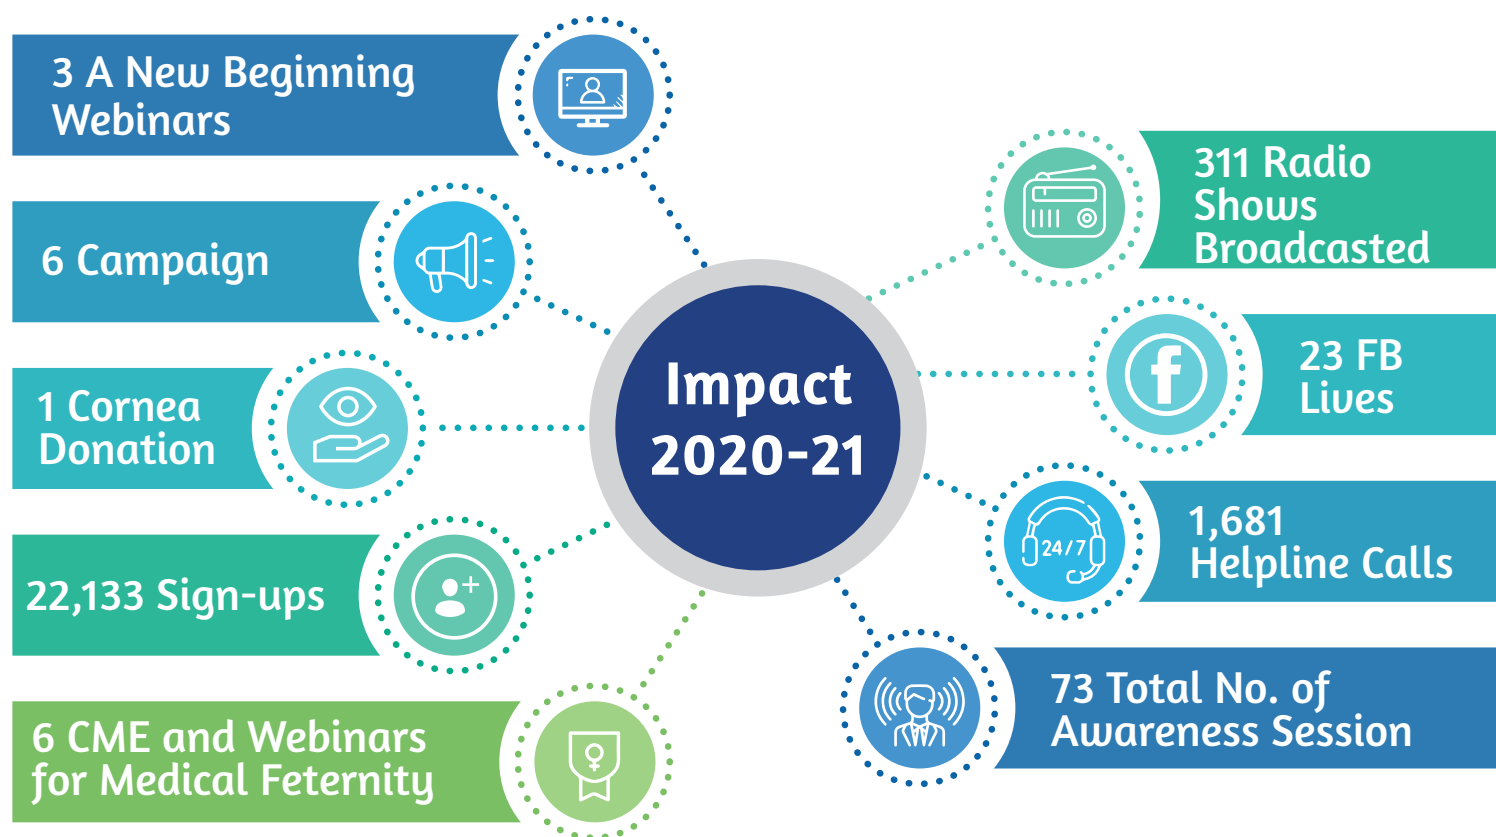 3 A New Beginning
Webinars
6 Campaign
1 Cornea
Donation
22,133 Sign-ups
6 CME and Webinars
for Medical Feternity
Impact
2020-21
311 Radio
Shows
Broadcasted
f
23 FB
Lives
24/7
1,681
Helpline Calls
73 Total No. of
Awareness Session